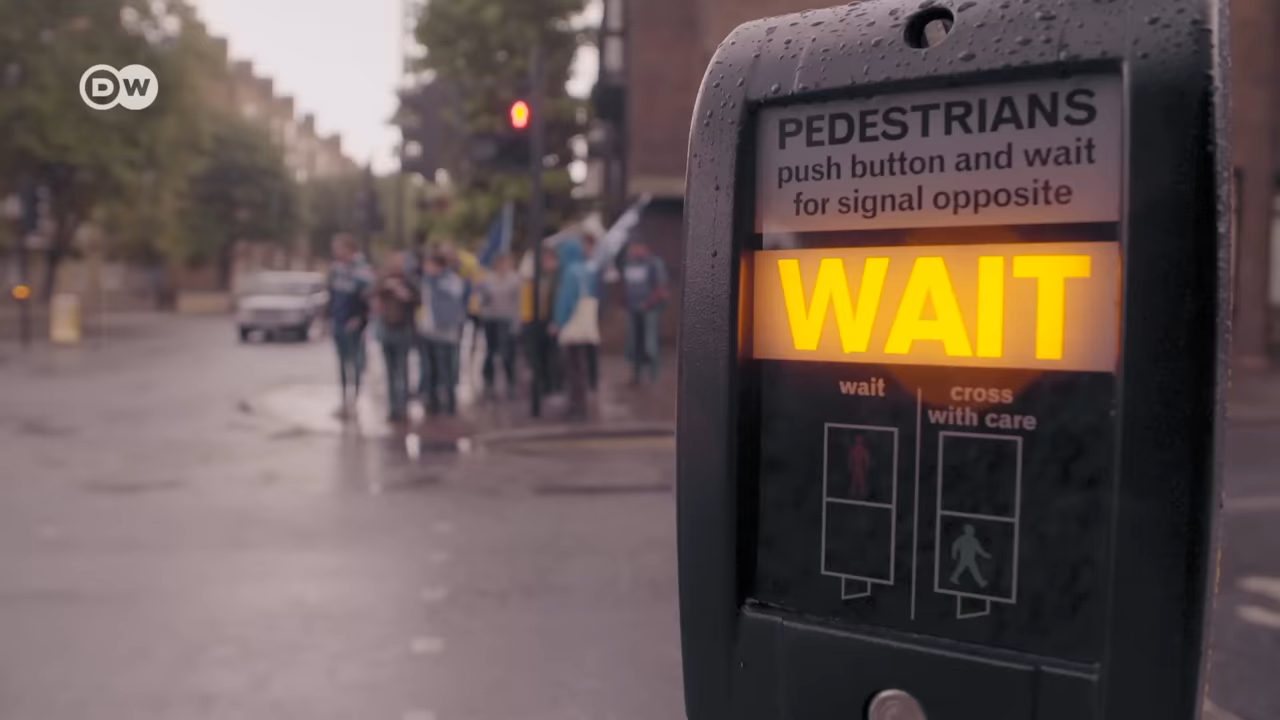 DW
PEDESTRIANS
push button and wait
for signal opposite
WAIT
wait
cross
with care